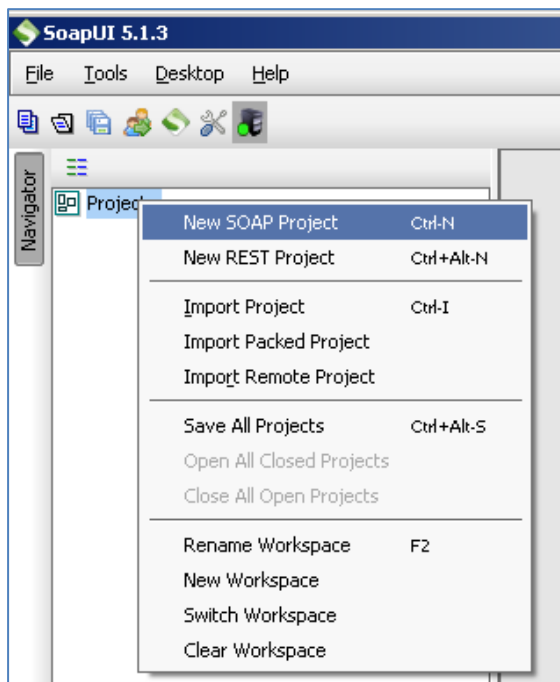 SoapUI 5.1.3
File Tools Desktop Help
Navigator
New SOAP Project Ctrl-N
New REST Project Ctrl+Alt-N
Import Project Ctrl-I
Import Packed Project
Import Remote Project
Save All Projects Ctrl+Alt-S
Open All Closed Projects
Close All Open Projects
Rename Workspace F2
New Workspace
Switch Workspace
Clear Workspace